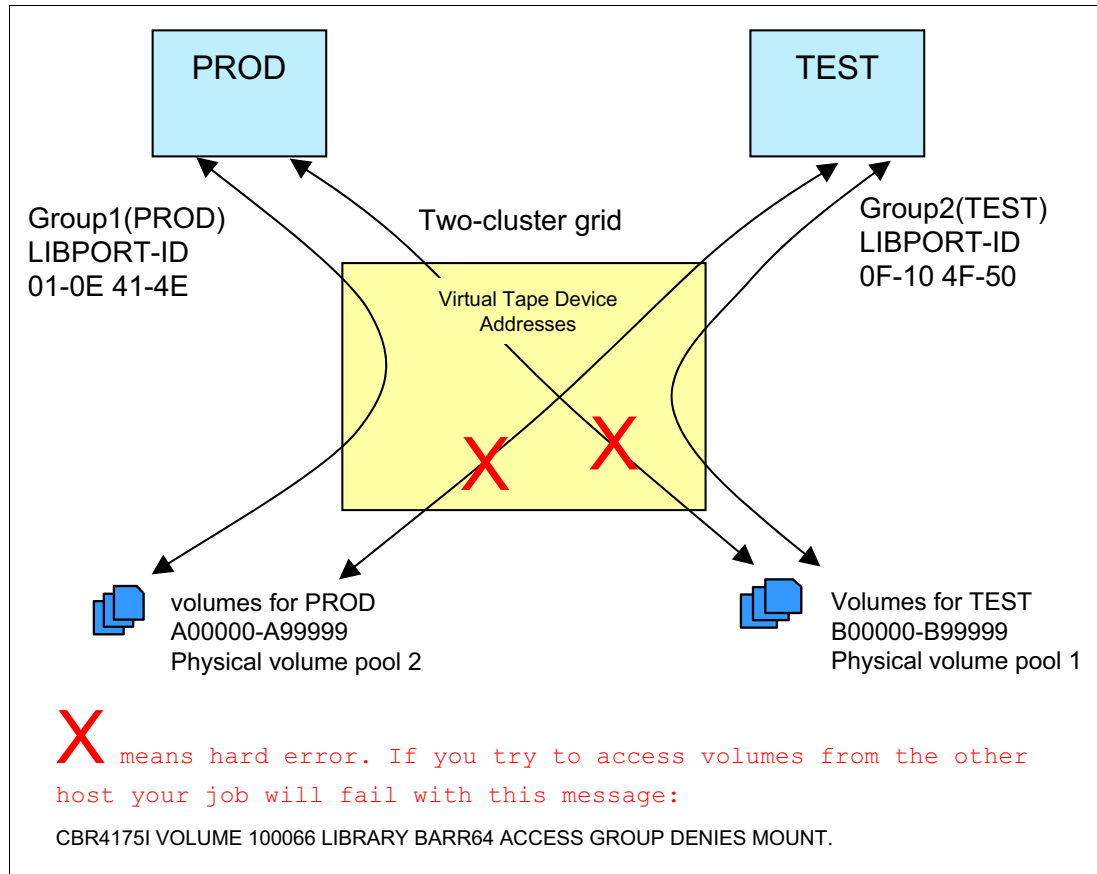 PROD
TEST
Group1(PROD)
LIBPORT-ID
01-0E 41-4E
Two-cluster grid
Group2(TEST)
LIBPORT-ID
0F-10 4F-50
Virtual Tape Device
Addresses
X
X
volumes for PROD
A00000-A99999
Physical volume pool 2
Volumes for TEST
B00000-B99999
Physical volume pool 1
X means hard error. If you try to access volumes from the other
host your job will fail with this message:
CBR4175I VOLUME 100066 LIBRARY BARR64 ACCESS GROUP DENIES MOUNT.